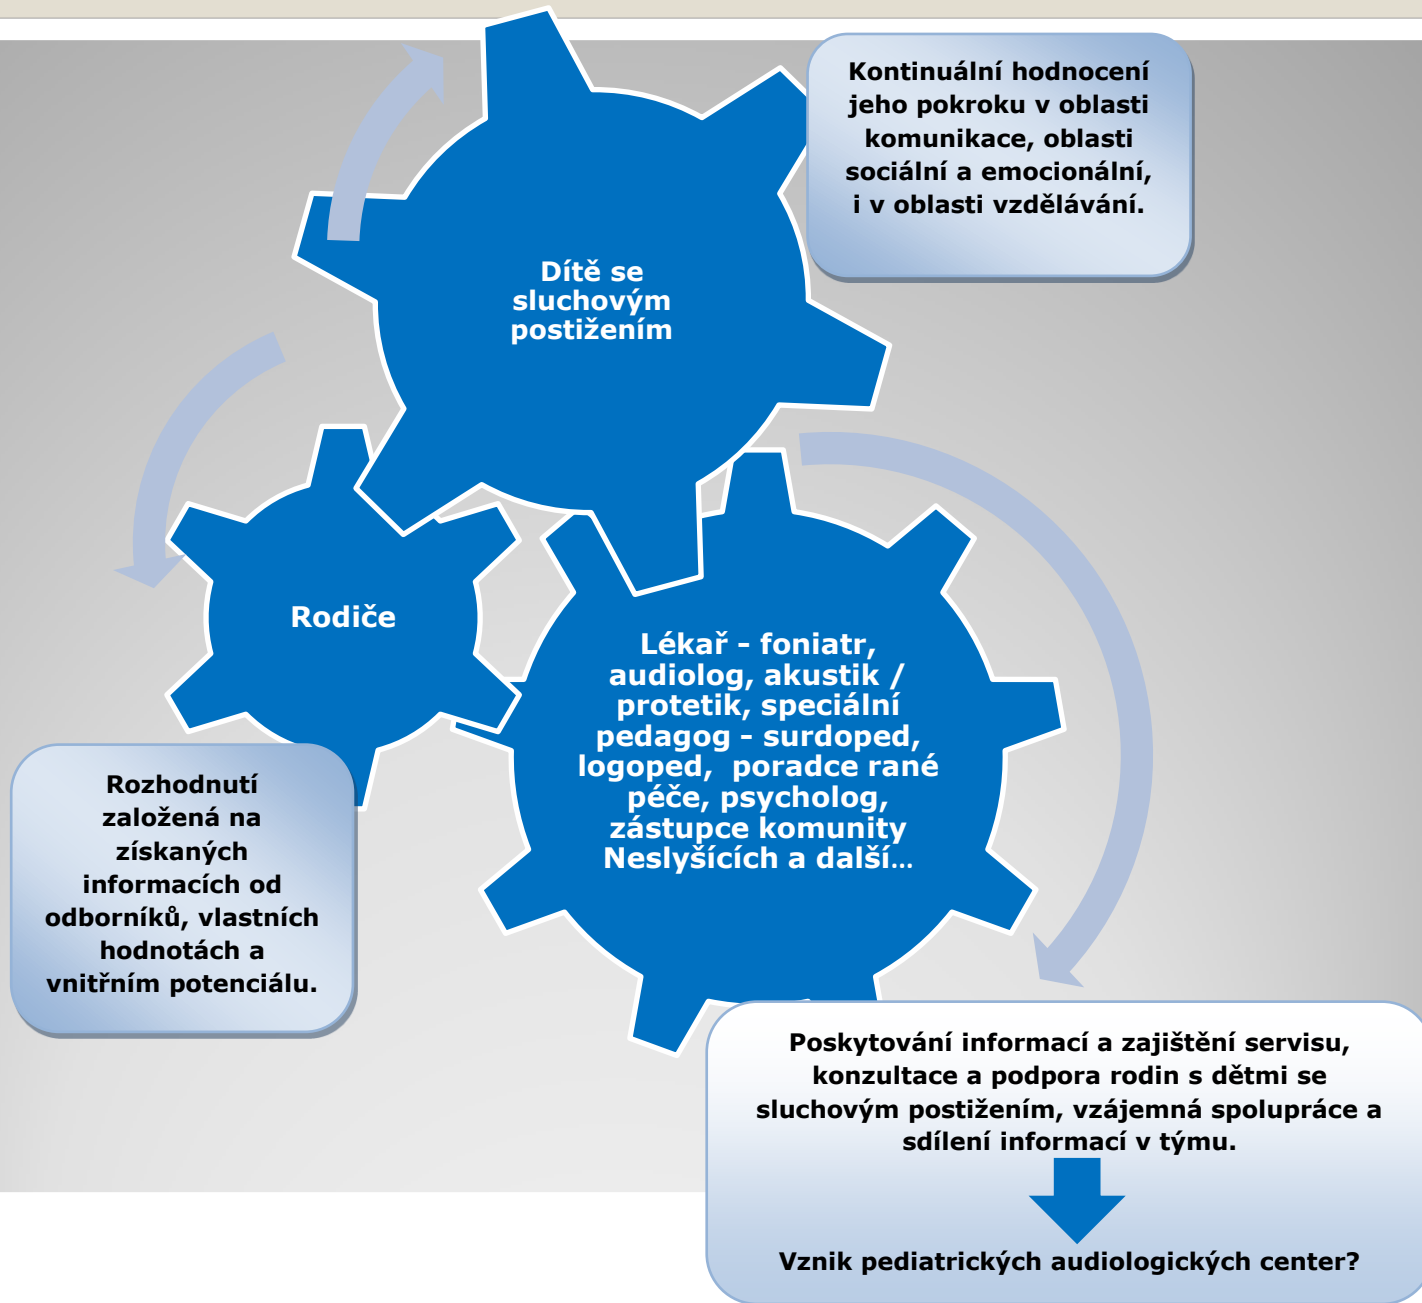 Kontinuální hodnocení
jeho pokroku v oblasti
komunikace, oblasti
sociální a emocionální,
i v oblasti vzdělávání.
Dítě se
sluchovým
postižením
Rodiče
Lékař - foniatr,
audiolog, akustik /
protetik, speciální
pedagog - surdoped,
logoped, poradce rané
péče, psycholog,
zástupce komunity
Neslyšících a další...
Rozhodnutí
založená na
získaných
informacích od
odborníků, vlastních
hodnotách a
vnitřním potenciálu.
Poskytování informací a zajištění servisu,
konzultace a podpora rodin s dětmi se
sluchovým postižením, vzájemná spolupráce a
sdílení informací v týmu.
Vznik pediatrických audiologických center?